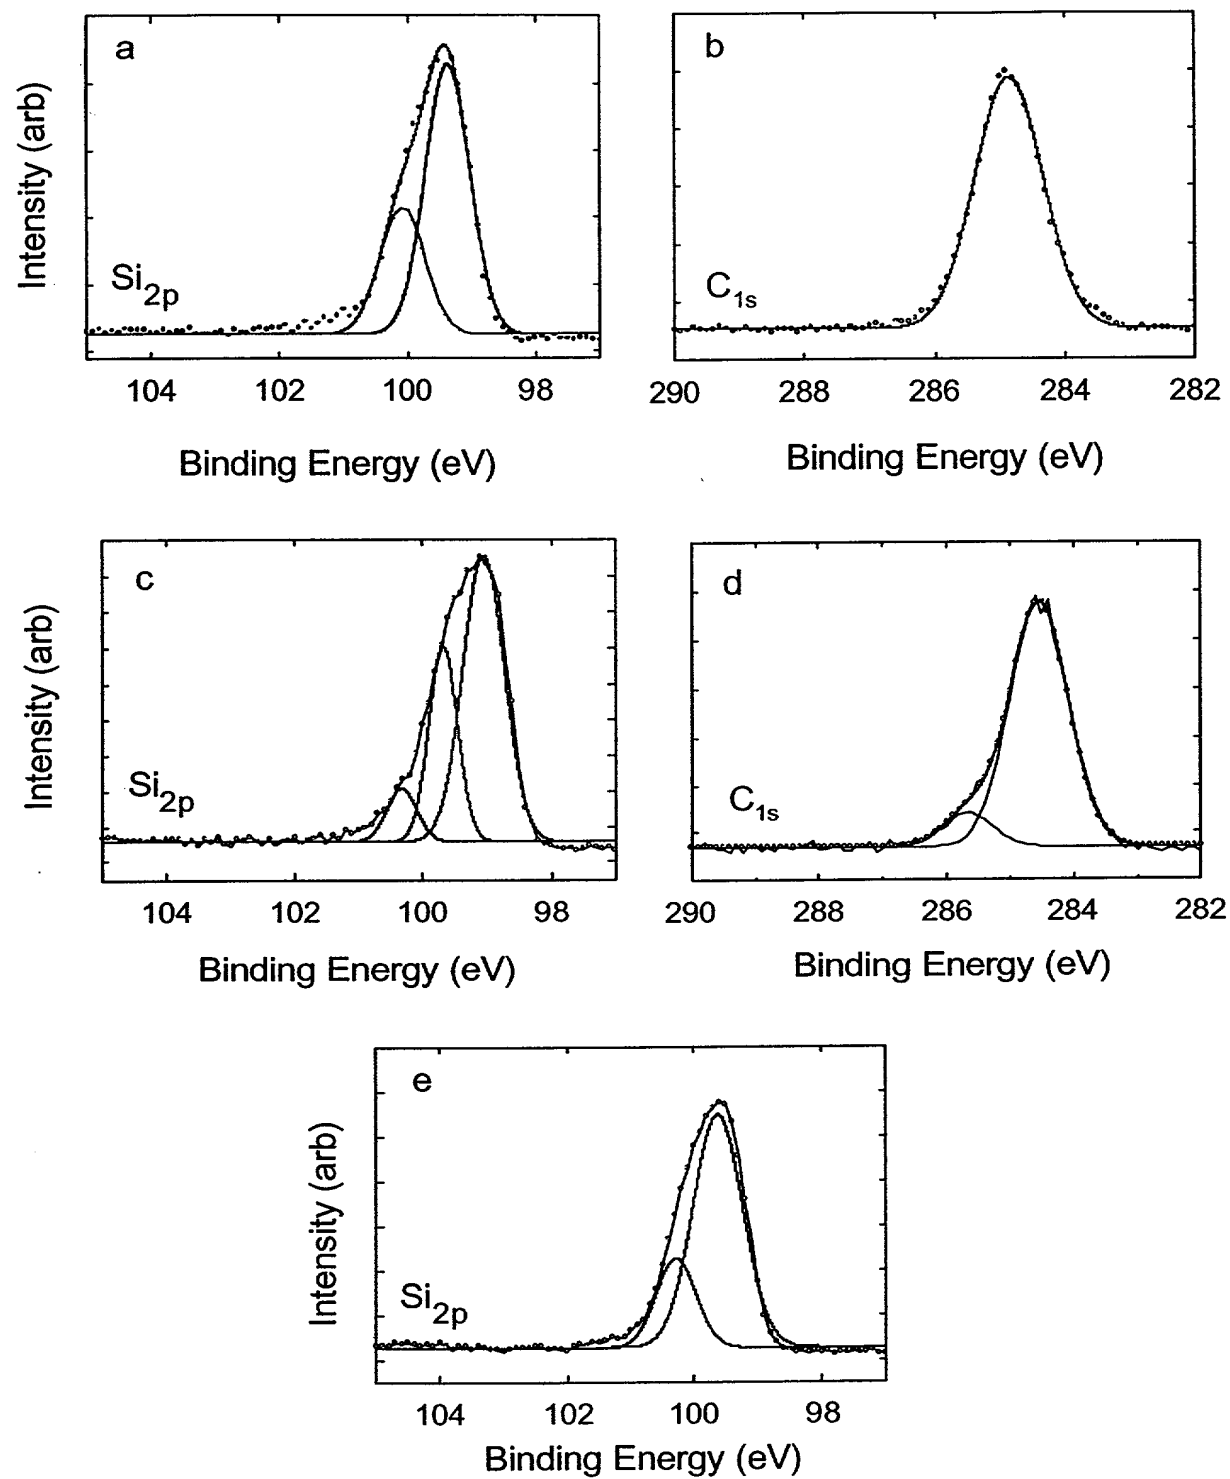 a
Intensity (arb)
Si2p
104 102 100 98
Binding Energy (eV)
b
C1s
290 288 286 284 282
Binding Energy (eV)
c
Intensity (arb)
Si2p
104 102 100 98
Binding Energy (eV)
d
C1s
290 288 286 284 282
Binding Energy (eV)
e
Intensity (arb)
Si2p
104 102 100 98
Binding Energy (eV)